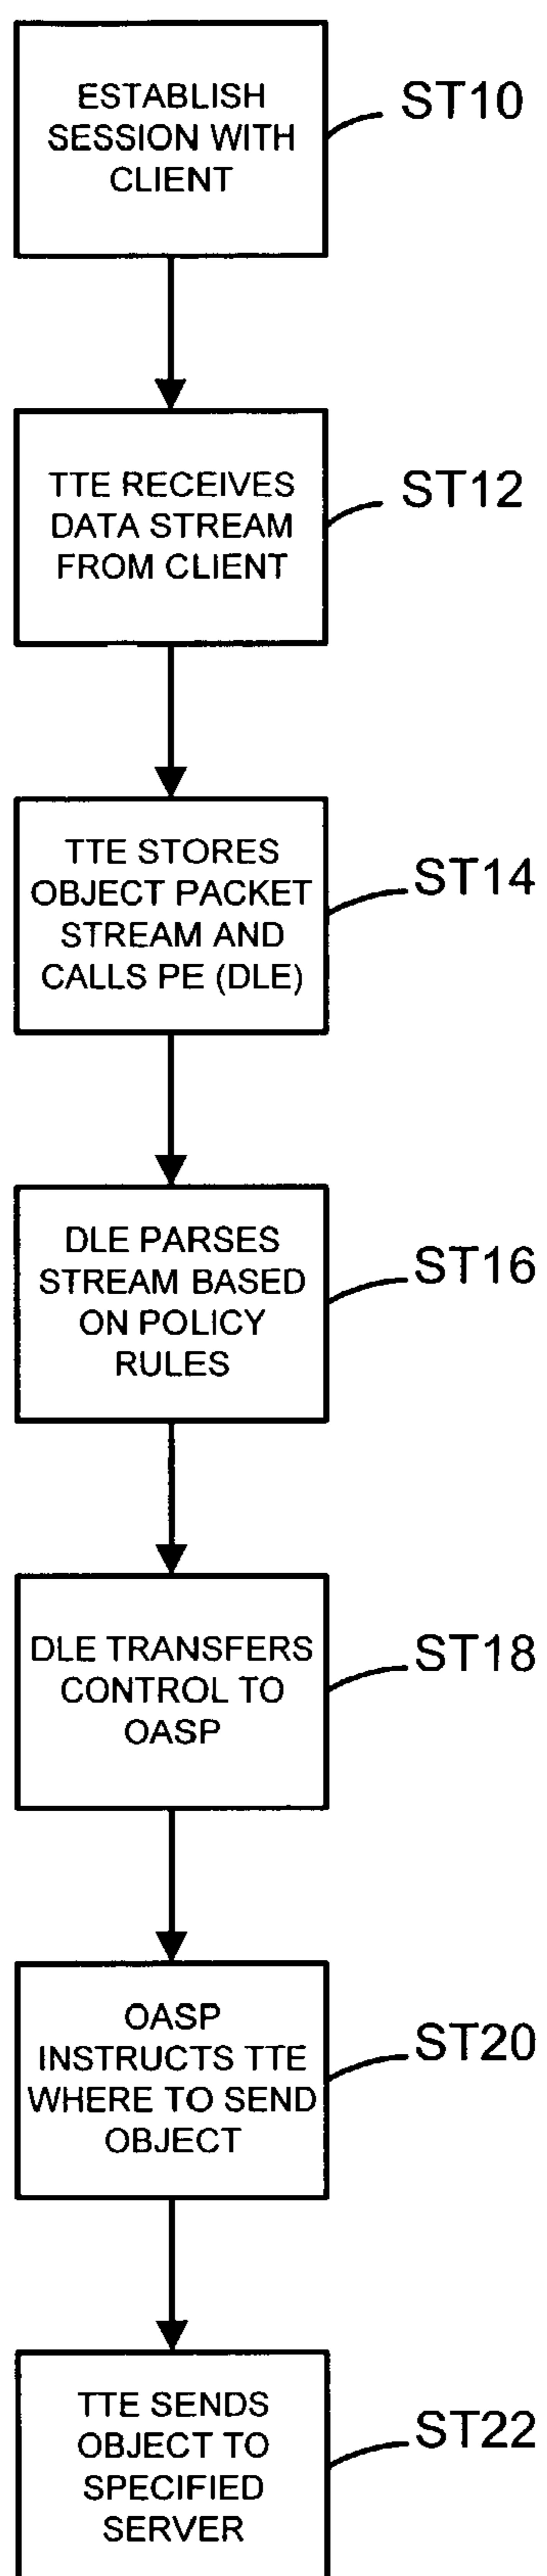 ESTABLISH
SESSION WITH
CLIENT
ST10
TTE RECEIVES
DATA STREAM
FROM CLIENT
ST12
TTE STORES
OBJECT PACKET
STREAM AND
CALLS PE (DLE)
ST14
DLE PARSES
STREAM BASED
ON POLICY
RULES
ST16
DLE TRANSFERS
CONTROL TO
OASP
ST18
OASP
INSTRUCTS TTE
WHERE TO SEND
OBJECT
ST20
TTE SENDS
OBJECT TO
SPECIFIED
SERVER
ST22